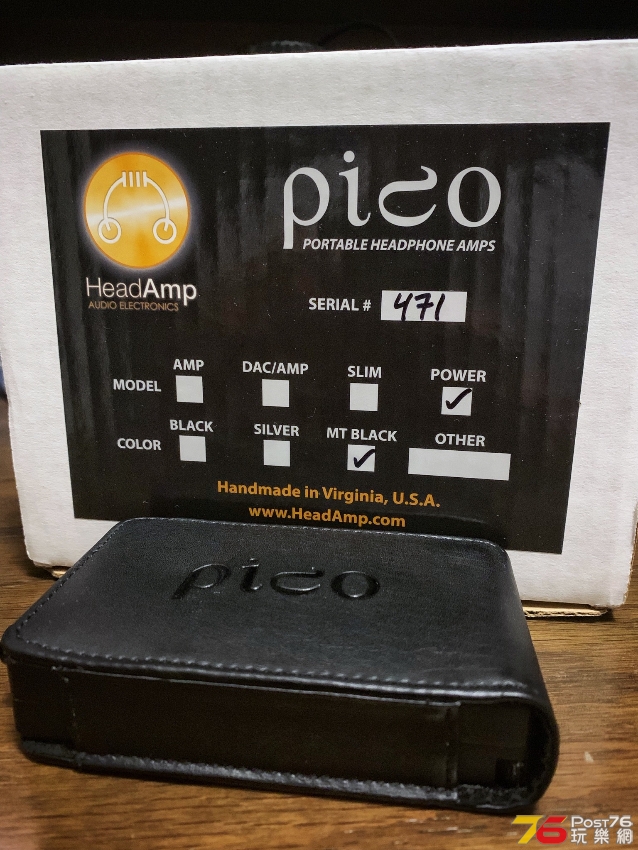 pico
PORTABLE HEADPHONE AMPS
HeadAmp
AUDIO ELECTRONICS
SERIAL # 471
MODEL AMP DAC/AMP SLIM POWER ✓
COLOR BLACK SILVER MT BLACK ✓ OTHER
Handmade in Virginia, U.S.A.
www.HeadAmp.com
pico
76 POST76
玩樂網